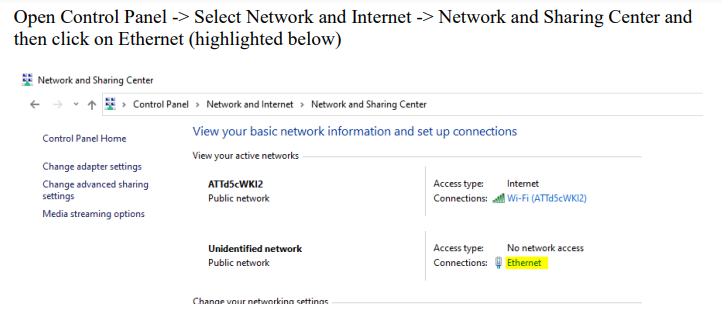 Open Control Panel -> Select Network and Internet -> Network and Sharing Center and
then click on Ethernet (highlighted below)
Network and Sharing Center
Control Panel > Network and Internet > Network and Sharing Center
Control Panel Home
Change adapter settings
Change advanced sharing
settings
Media streaming options
View your basic network information and set up connections
View your active networks
ATTd5cWKI2
Public network
Access type: Internet
Connections: Wi-Fi (ATTd5cWKI2)
Unidentified network
Public network
Access type: No network access
Connections: Ethernet
Change your networking settings